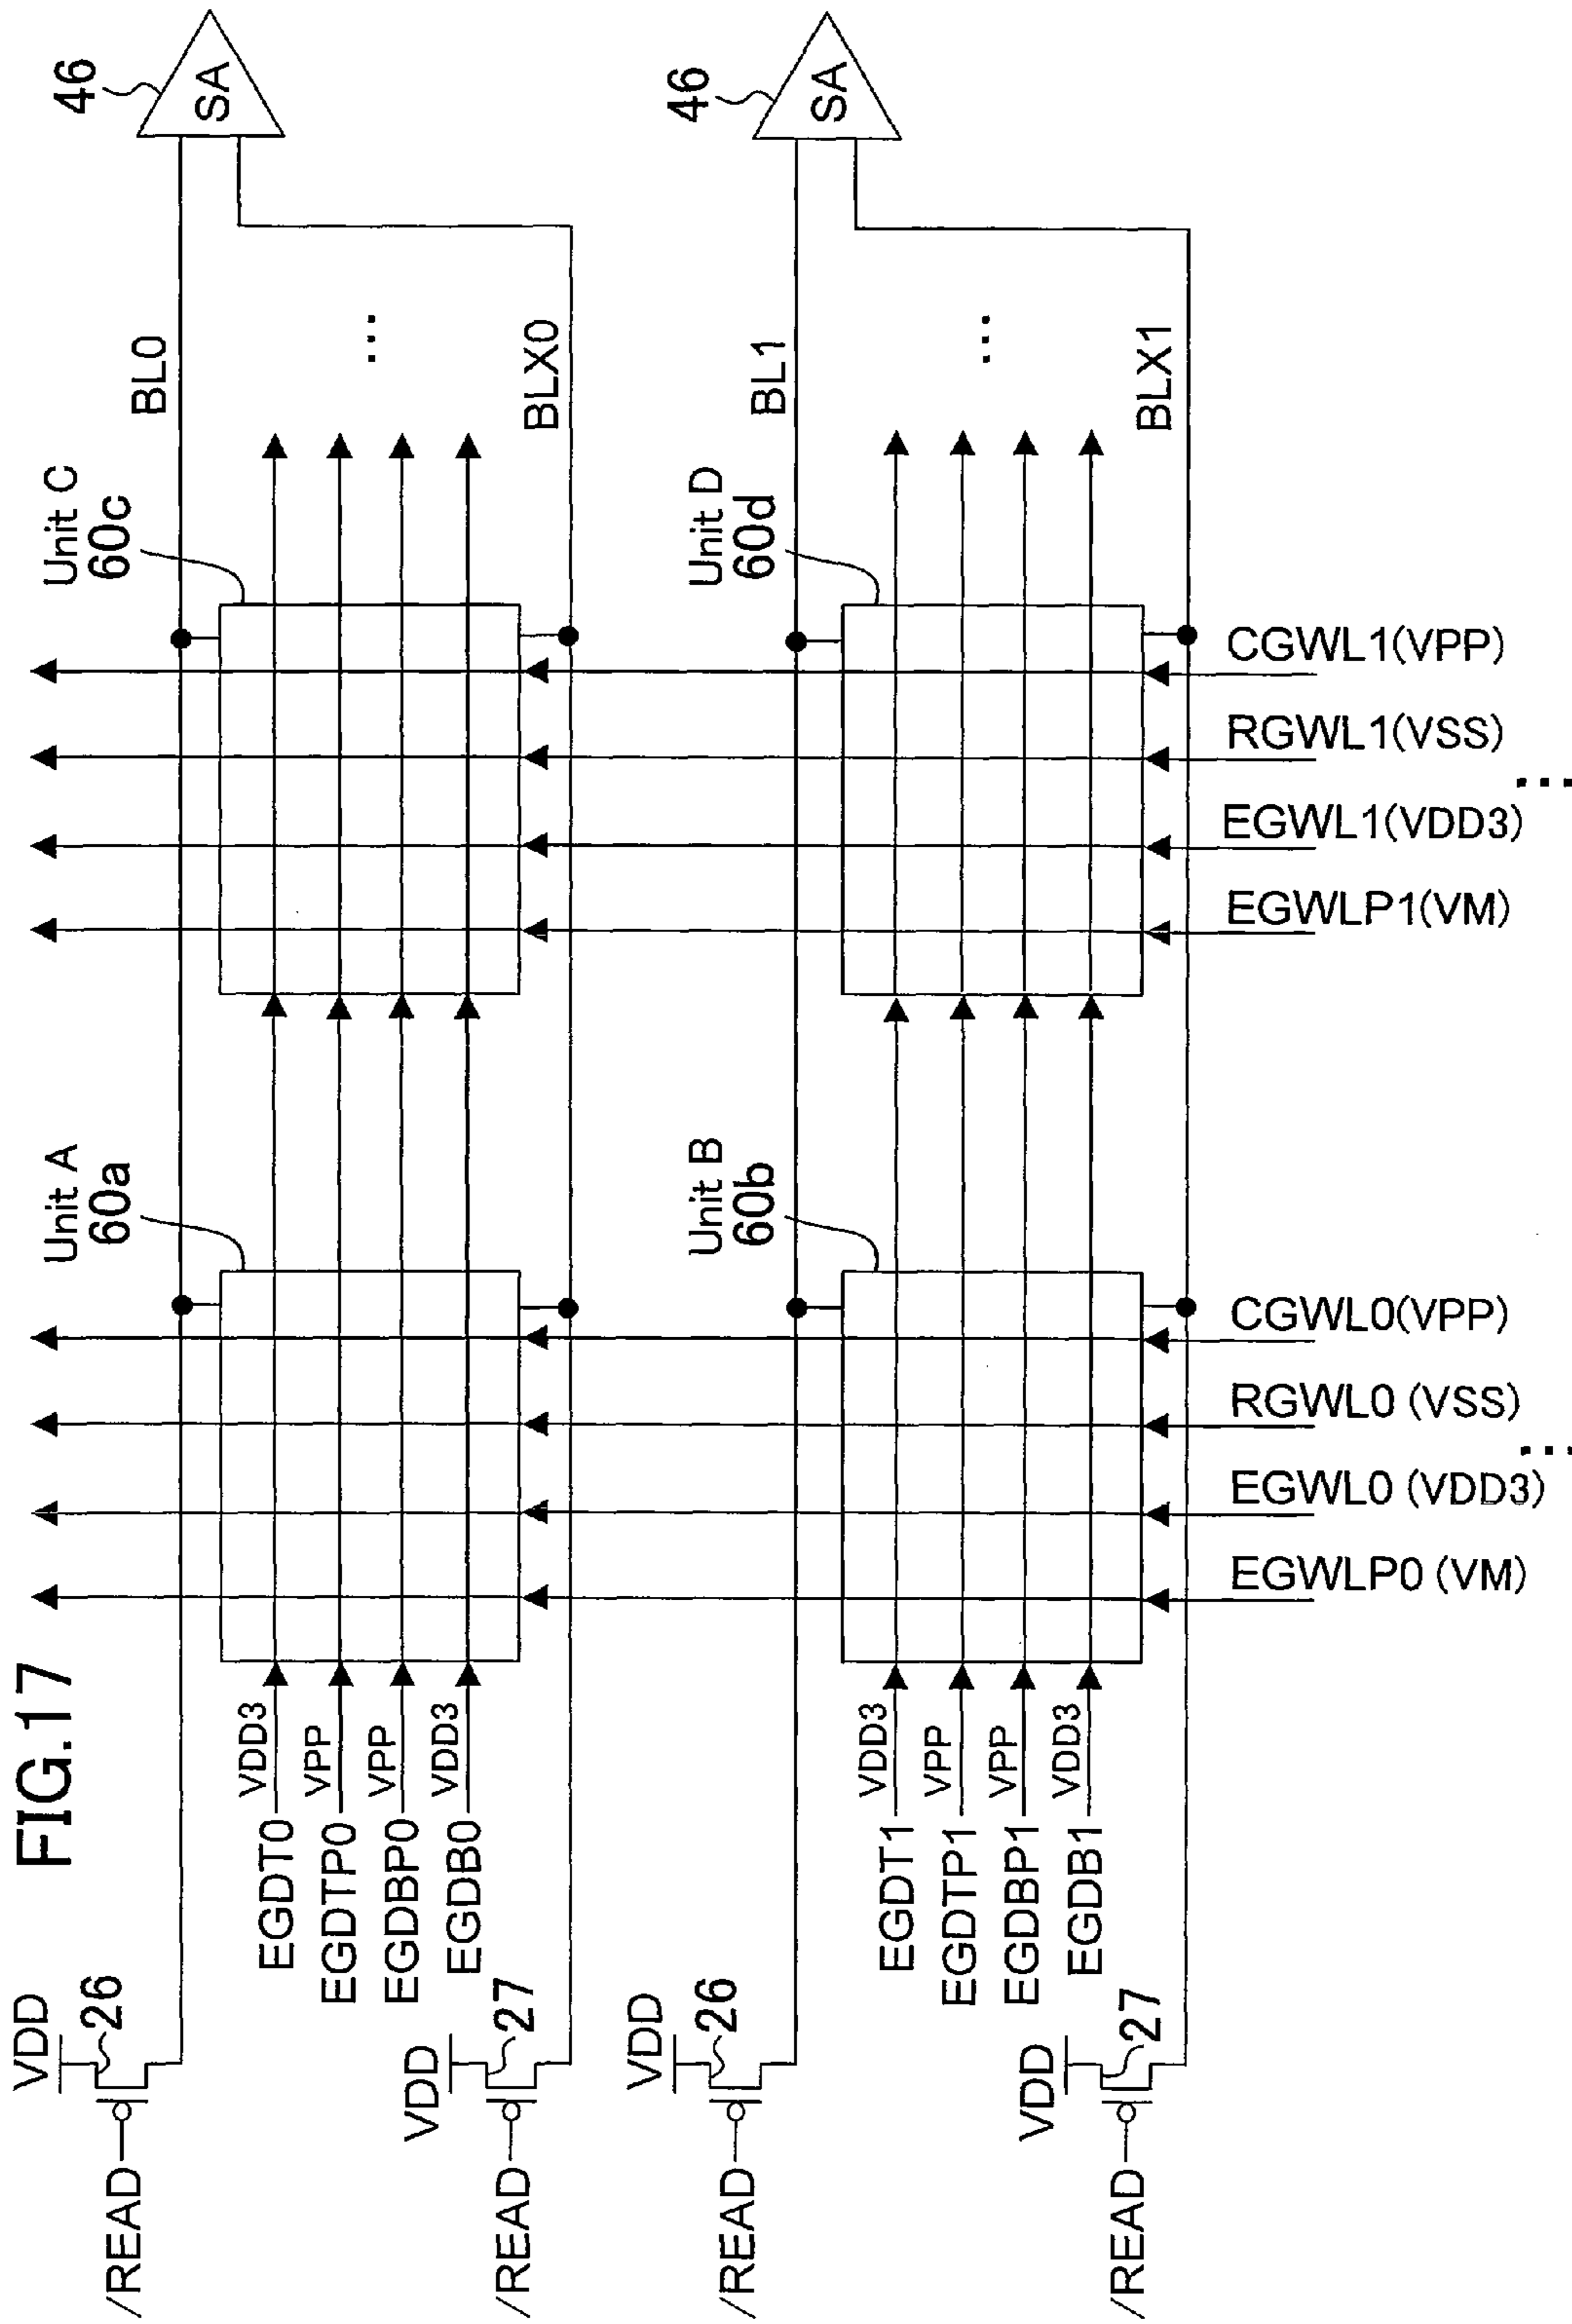 FIG.17
VDD
26
/READ
BL0
46
SA
Unit A
60a
Unit C
60c
EGDT0
VDD3
EGDTP0
VPP
EGDBP0
VPP
EGDB0
VDD3
...
VDD
27
/READ
BLX0
VDD
26
/READ
BL1
46
SA
Unit B
60b
Unit D
60d
EGDT1
VDD3
EGDTP1
VPP
EGDBP1
VPP
EGDB1
VDD3
...
VDD
27
/READ
BLX1
EGWLP0 (VM)
EGWL0 (VDD3)
RGWL0 (VSS)
CGWL0(VPP)
...
EGWLP1(VM)
EGWL1(VDD3)
RGWL1(VSS)
CGWL1(VPP)
...